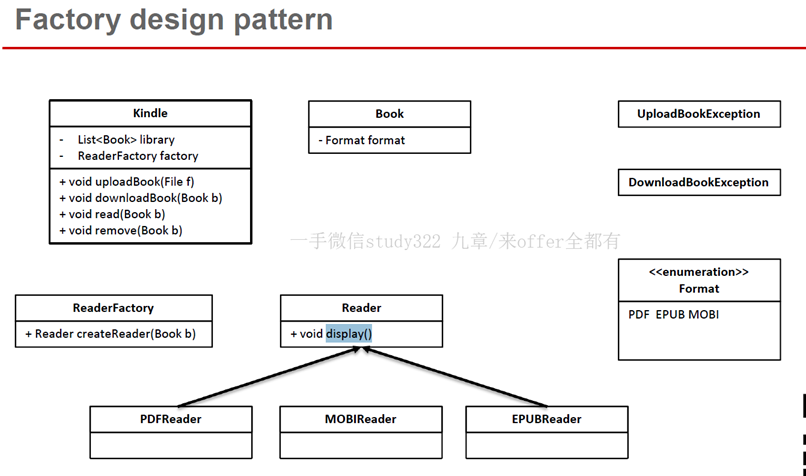 Factory design pattern
Kindle
- List<Book> library
- ReaderFactory factory
+ void uploadBook(File f)
+ void downloadBook(Book b)
+ void read(Book b)
+ void remove(Book b)
Book
- Format format
UploadBookException
DownloadBookException
一手微信study322 九章/来offer全都有
<<enumeration>>
Format
PDF EPUB MOBI
ReaderFactory
+ Reader createReader(Book b)
Reader
+ void display()
PDFReader
MOBIReader
EPUBReader